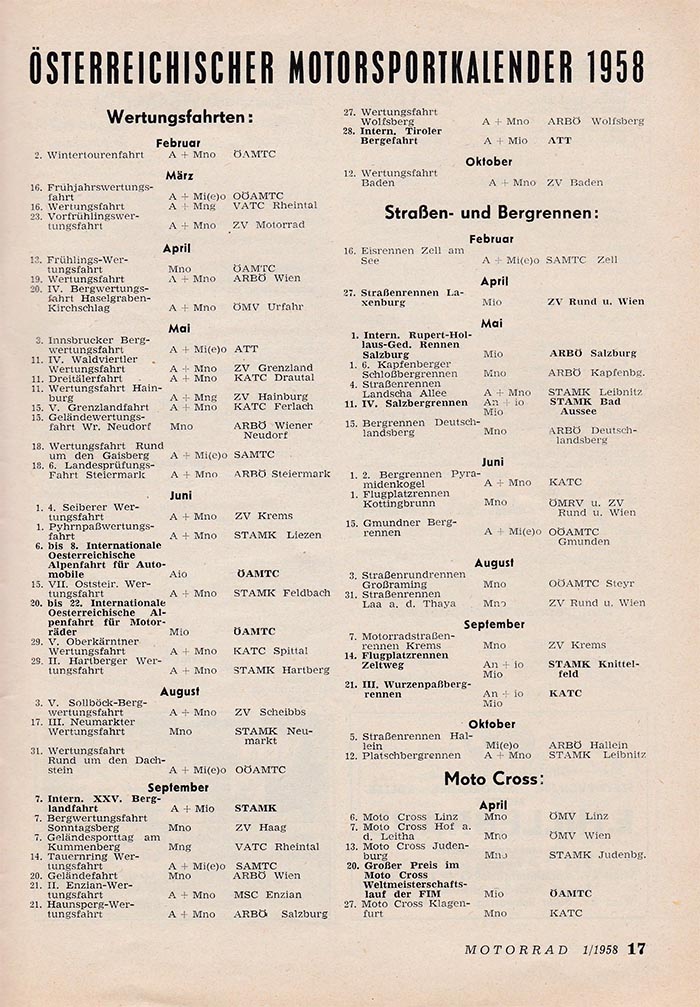 ÖSTERREICHISCHER MOTORSPORTKALENDER 1958
Wertungsfahrten:
Februar
2. Wintertourenfahrt A + Mno ÖAMTC
März
16. Frühjahrswertungs-
fahrt A + Mi(e)o OÖAMTC
16. Wertungsfahrt A + Mng VATC Rheintal
23. Vorfrühlingswer-
tungsfahrt A + Mno ZV Motorrad
April
13. Frühlings-Wer-
tungsfahrt Mno ÖAMTC
19. Wertungsfahrt A + Mno ARBÖ Wien
20. IV. Bergwertungs-
fahrt Haselgraben-
Kirchschlag A + Mno ÖMV Urfahr
Mai
3. Innsbrucker Berg-
wertungsfahrt A + Mi(e)o ATT
11. IV. Waldviertler
Wertungsfahrt A + Mno ZV Grenzland
11. Dreitälerfahrt A + Mno KATC Drautal
11. Wertungsfahrt Hain-
burg A + Mng ZV Hainburg
15. V. Grenzlandfahrt A + Mno KATC Ferlach
15. Geländewertungs-
fahrt Wr. Neudorf Mno ARBÖ Wiener
Neudorf
18. Wertungsfahrt Rund
um den Gaisberg A + Mi(e)o SAMTC
18. 6. Landesprüfungs-
Fahrt Steiermark A + Mno ARBÖ Steiermark
Juni
1. 4. Seiberer Wer-
tungsfahrt A + Mno ZV Krems
1. Pyhrnpaßwertungs-
fahrt A + Mno STAMK Liezen
6. bis 8. Internationale
Oesterreichische
Alpenfahrt für Auto-
mobile Aio ÖAMTC
15. VII. Oststeir. Wer-
tungsfahrt A + Mno STAMK Feldbach
20. bis 22. Internationale
Oesterreichische Al-
penfahrt für Motor-
räder Mio ÖAMTC
29. V. Oberkärntner
Wertungsfahrt A + Mno KATC Spittal
29. II. Hartberger Wer-
tungsfahrt A + Mno STAMK Hartberg
August
3. V. Sollböck-Berg-
wertungsfahrt A + Mno ZV Scheibbs
17. III. Neumarkter
Wertungsfahrt Mno STAMK Neu-
markt
31. Wertungsfahrt
Rund um den Dach-
stein A + Mi(e)o OÖAMTC
September
7. Intern. XXV. Berg-
landfahrt A + Mio STAMK
7. Bergwertungsfahrt
Sonntagsberg Mno ZV Haag
7. Geländesporttag am
Kummenberg Mng VATC Rheintal
14. Tauernring Wer-
tungsfahrt A + Mi(e)o SAMTC
20. Geländefahrt Mno ARBÖ Wien
21. II. Enzian-Wer-
tungsfahrt A + Mno MSC Enzian
21. Haunsperg-Wer-
tungsfahrt A + Mno ARBÖ Salzburg
27. Wertungsfahrt
Wolfsberg A + Mno ARBÖ Wolfsberg
28. Intern. Tiroler
Bergefahrt A + Mio ATT
Oktober
12. Wertungsfahrt
Baden A + Mno ZV Baden
Straßen- und Bergrennen:
Februar
16. Eisrennen Zell am
See A + Mi(e)o SAMTC Zell
April
27. Straßenrennen La-
xenburg Mio ZV Rund u. Wien
Mai
1. Intern. Rupert-Hol-
laus-Ged. Rennen
Salzburg Mio ARBÖ Salzburg
1. 6. Kapfenberger
Schloßbergrennen Mno ARBÖ Kapfenbg.
4. Straßenrennen
Landscha Allee A + Mno STAMK Leibnitz
11. IV. Salzbergrennen An + io STAMK Bad
Mio Aussee
15. Bergrennen Deutsch-
landsberg Mno ARBÖ Deutsch-
landsberg
Juni
1. 2. Bergrennen Pyra-
midenkogel A + Mno KATC
1. Flugplatzrennen
Kottingbrunn Mno ÖMRV u. ZV
Rund u. Wien
15. Gmundner Berg-
rennen A + Mi(e)o OÖAMTC
Gmunden
August
3. Straßenrundrennen
Großraming Mno OÖAMTC Steyr
31. Straßenrennen
Laa a. d. Thaya Mno ZV Rund u. Wien
September
7. Motorradstraßen-
rennen Krems Mno ZV Krems
14. Flugplatzrennen
Zeltweg An + io STAMK Knittel-
Mio feld
21. III. Wurzenpaßberg-
rennen An + io KATC
Mio
Oktober
5. Straßenrennen Hal-
lein Mi(e)o ARBÖ Hallein
12. Platschbergrennen A + Mno STAMK Leibnitz
Moto Cross:
April
6. Moto Cross Linz Mno ÖMV Linz
7. Moto Cross Hof a.
d. Leitha Mno ÖMV Wien
13. Moto Cross Juden-
burg Mno STAMK Judenbg.
20. Großer Preis im
Moto Cross
Weltmeisterschafts-
lauf der FIM Mio ÖAMTC
27. Moto Cross Klagen-
furt Mno KATC
MOTORRAD 1/1958 17